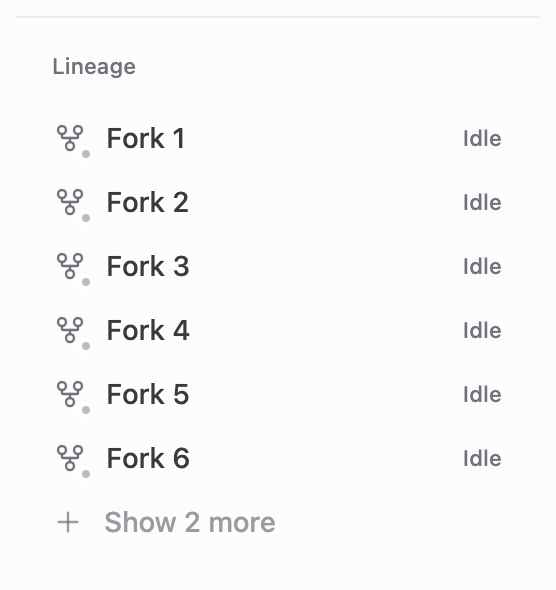 Lineage
Fork 1 Idle
Fork 2 Idle
Fork 3 Idle
Fork 4 Idle
Fork 5 Idle
Fork 6 Idle
Show 2 more